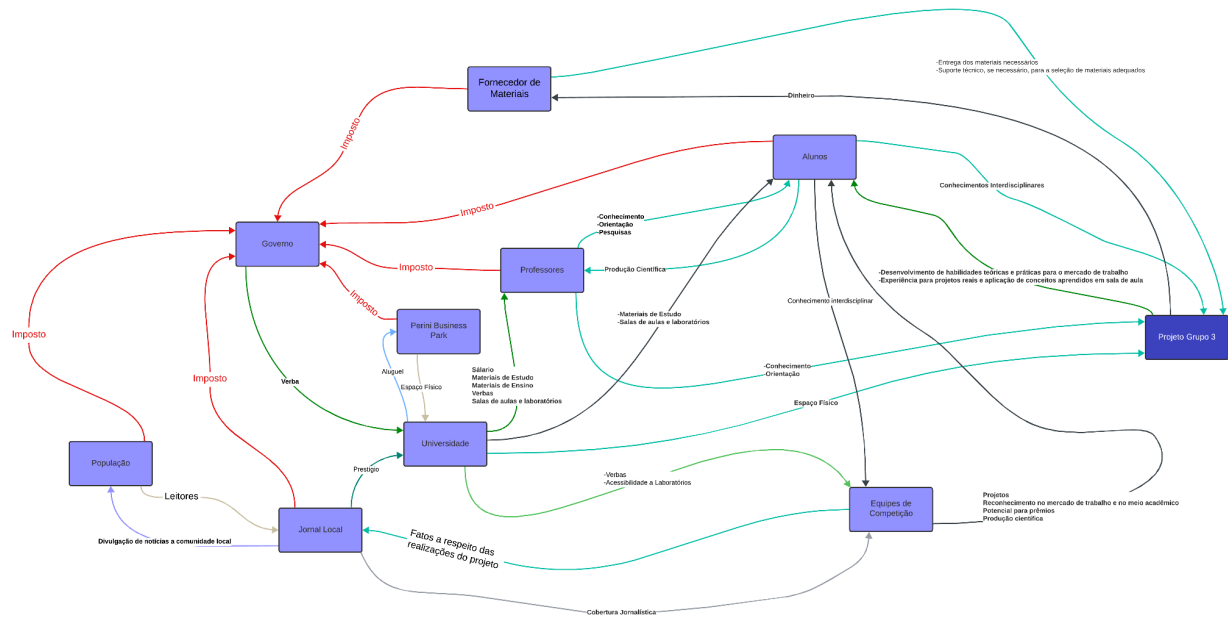 -Entrega dos materiais necessários
-Suporte técnico, se necessário, para a seleção de materiais adequados
Fornecedor de
Materiais
Dinheiro
Imposto
Alunos
Conhecimentos Interdisciplinares
Imposto
-Conhecimento
-Orientação
-Pesquisas
Governo
Imposto
Professores
Produção Científica
-Desenvolvimento de habilidades teóricas e práticas para o mercado de trabalho
-Experiência para projetos reais e aplicação de conceitos aprendidos em sala de aula
Imposto
Conhecimento interdisciplinar
-Materiais de Estudo
-Salas de aulas e laboratórios
Perini Business
Park
Imposto
Projeto Grupo 3
Aluguel
Espaço Físico
Sálario
Materiais de Estudo
Materiais de Ensino
Verbas
Salas de aulas e laboratórios
-Conhecimento
-Orientação
Imposto
Verba
Espaço Físico
Universidade
População
Prestígio
-Verbas
-Acessibilidade a Laboratórios
Leitores
Equipes de
Competição
Projetos
Reconhecimento no mercado de trabalho e no meio acadêmico
Potencial para prêmios
Produção científica
Jornal Local
Divulgação de notícias a comunidade local
Fatos a respeito das
realizações do projeto
Cobertura Jornalística